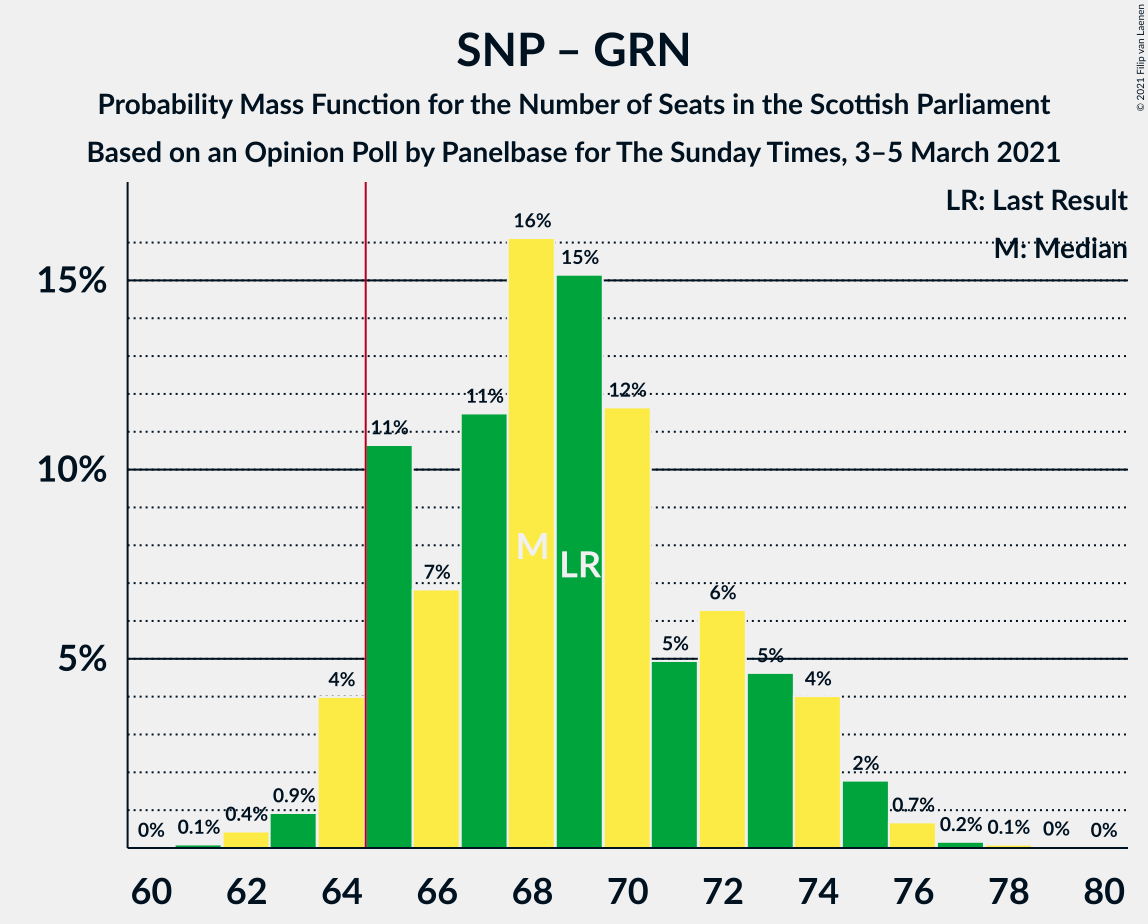 SNP – GRN
Probability Mass Function for the Number of Seats in the Scottish Parliament
Based on an Opinion Poll by Panelbase for The Sunday Times, 3–5 March 2021
© 2021 Filip van Laenen
LR: Last Result
M: Median
15%
10%
5%
0%
0.1%
0.4%
0.9%
4%
11%
7%
11%
16%
15%
12%
5%
6%
5%
4%
2%
0.7%
0.2%
0.1%
0%
0%
M
LR
60 62 64 66 68 70 72 74 76 78 80